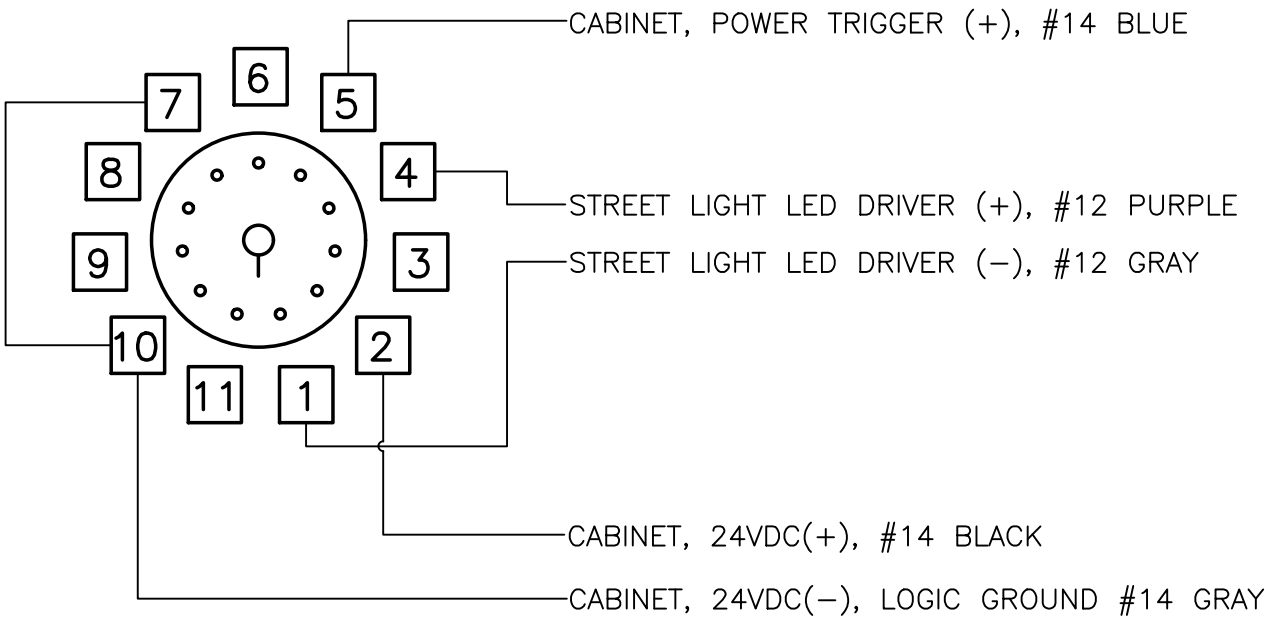 CABINET, POWER TRIGGER (+), #14 BLUE
6
7
5
8
4
STREET LIGHT LED DRIVER (+), #12 PURPLE
9
3
STREET LIGHT LED DRIVER (−), #12 GRAY
10
2
11
1
CABINET, 24VDC(+), #14 BLACK
CABINET, 24VDC(−), LOGIC GROUND #14 GRAY